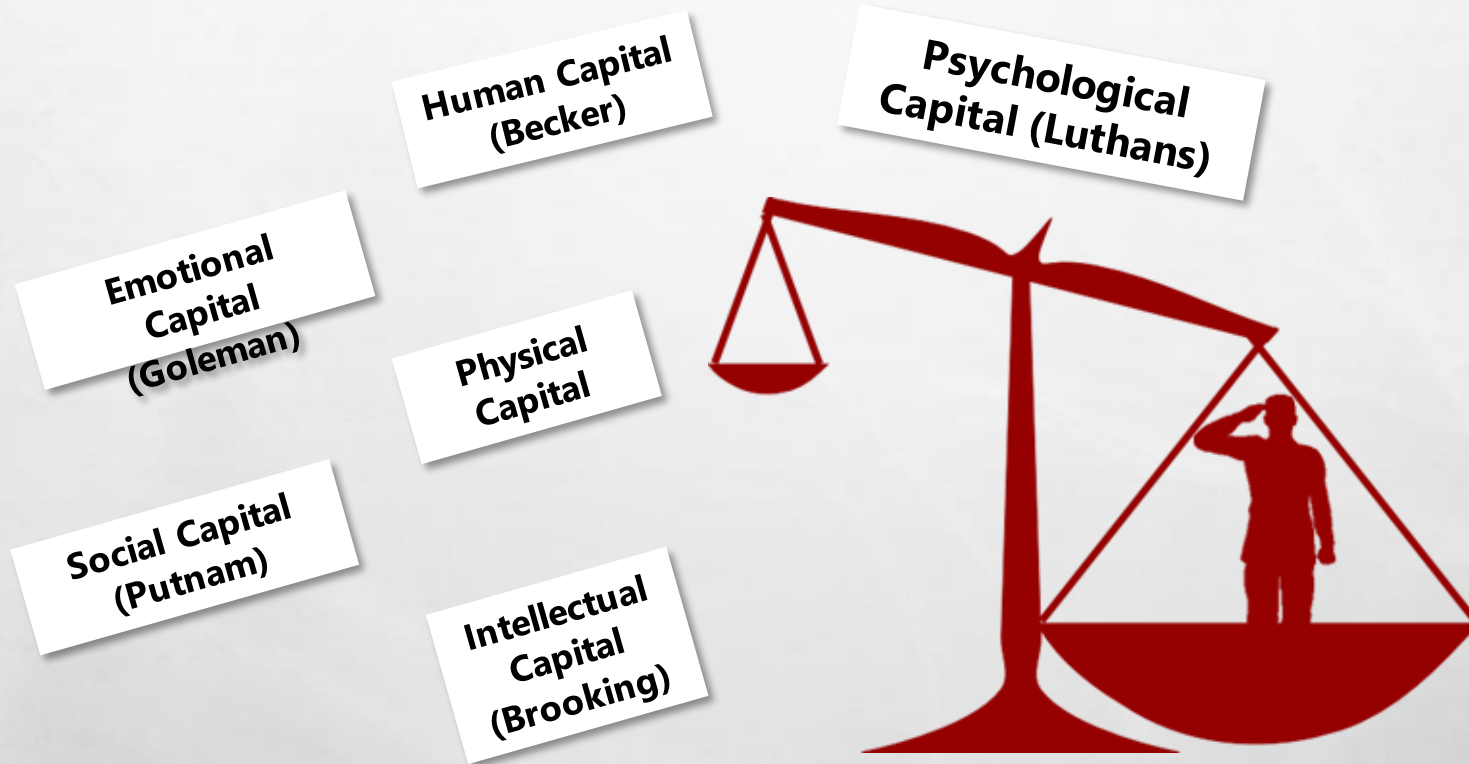 Human Capital
(Becker)
Psychological
Capital (Luthans)
Emotional
Capital
(Goleman)
Physical
Capital
Social Capital
(Putnam)
Intellectual
Capital
(Brooking)